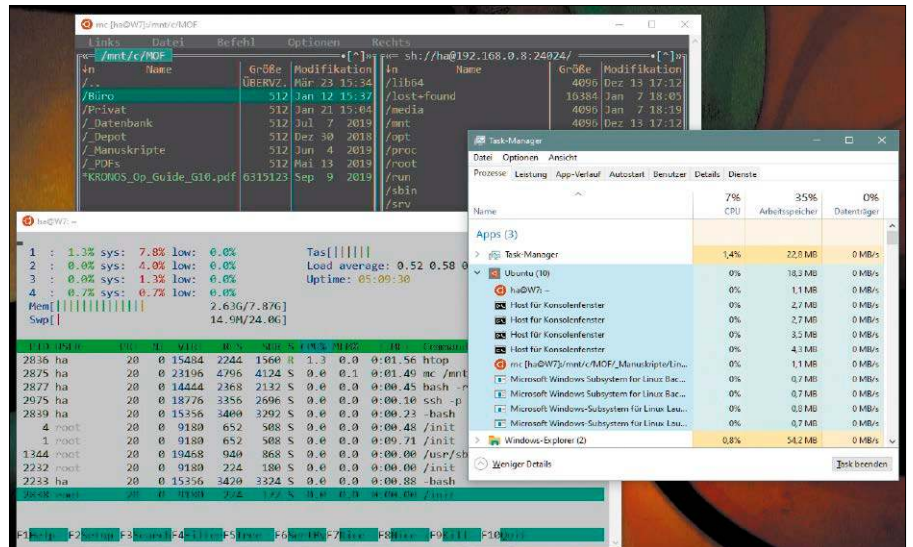 mc [ha@W7]:/mnt/c/MOF
Links Datei Befehl Optionen Rechts
/mnt/c/MOF
sh://ha@192.168.0.8:24024/
↓n Name Größe Modifikation
/.. ÜBERVZ. Mär 23 15:34
/Büro 512 Jan 12 15:37
/Privat 512 Jan 21 15:04
/_Datenbank 512 Jul 7 2019
/_Depot 512 Dez 30 2018
/_Manuskripte 512 Jun 4 2019
/_PDFs 512 Mai 13 2019
*KRONOS_Op_Guide_G10.pdf 6315123 Sep 9 2019
↓n Name Größe Modifikation
/lib64 4096 Dez 13 17:12
/lost+found 16384 Jan 7 18:05
/media 4096 Jan 7 18:19
/mnt 4096 Dez 13 17:12
/opt
/proc
/root
/run
/sbin
/srv
ha@W7: ~
1 : 1.3% sys: 7.8% low: 0.0%
2 : 0.0% sys: 4.0% low: 0.0%
3 : 0.0% sys: 1.3% low: 0.0%
4 : 0.7% sys: 0.7% low: 0.0%
Mem[|||||||||||||| 2.63G/7.87G]
Swp[| 14.9M/24.0G]
Tas[||||||
Load average: 0.52 0.58 0
Uptime: 05:09:30
2836 ha 20 0 15484 2244 1560 R 1.3 0.0 0:01.56 htop
2875 ha 20 0 23196 4796 4124 S 0.0 0.1 0:01.49 mc /mnt
2877 ha 20 0 14444 2368 2132 S 0.0 0.0 0:00.45 bash -r
2975 ha 20 0 18776 3356 2696 S 0.0 0.0 0:00.10 ssh -p
2839 ha 20 0 15356 3400 3292 S 0.0 0.0 0:00.23 -bash
4 root 20 0 9180 652 508 S 0.0 0.0 0:00.48 /init
1 root 20 0 9180 652 508 S 0.0 0.0 0:09.71 /init
1344 root 20 0 19468 940 868 S 0.0 0.0 0:00.00 /usr/sb
2232 root 20 0 9180 224 180 S 0.0 0.0 0:00.00 /init
2233 ha 20 0 15356 3420 3324 S 0.0 0.0 0:00.88 -bash
F1Help F2Setup F3Search F4Filter F5Tree F6SortBy F7Nice F8Nice F9Kill F10Quit
Task-Manager
Datei Optionen Ansicht
Prozesse Leistung App-Verlauf Autostart Benutzer Details Dienste
7% 35% 0%
Name CPU Arbeitsspeicher Datenträger
Apps (3)
Task-Manager 1,4% 22,8 MB 0 MB/s
Ubuntu (10) 0% 18,3 MB 0 MB/s
ha@W7: ~ 0% 1,1 MB 0 MB/s
Host für Konsolenfenster 0% 2,7 MB 0 MB/s
Host für Konsolenfenster 0% 2,7 MB 0 MB/s
Host für Konsolenfenster 0% 3,5 MB 0 MB/s
Host für Konsolenfenster 0% 4,3 MB 0 MB/s
mc [ha@W7]:/mnt/c/MOF/_Manuskripte/Lin... 0% 1,1 MB 0 MB/s
Microsoft Windows Subsystem for Linux Bac... 0% 0,7 MB 0 MB/s
Microsoft Windows Subsystem for Linux Bac... 0% 0,7 MB 0 MB/s
Microsoft Windows-Subsystem für Linux Lau... 0% 0,8 MB 0 MB/s
Microsoft Windows-Subsystem für Linux Lau... 0% 0,7 MB 0 MB/s
Windows-Explorer (2) 0,8% 54,2 MB 0 MB/s
Weniger Details
Task beenden